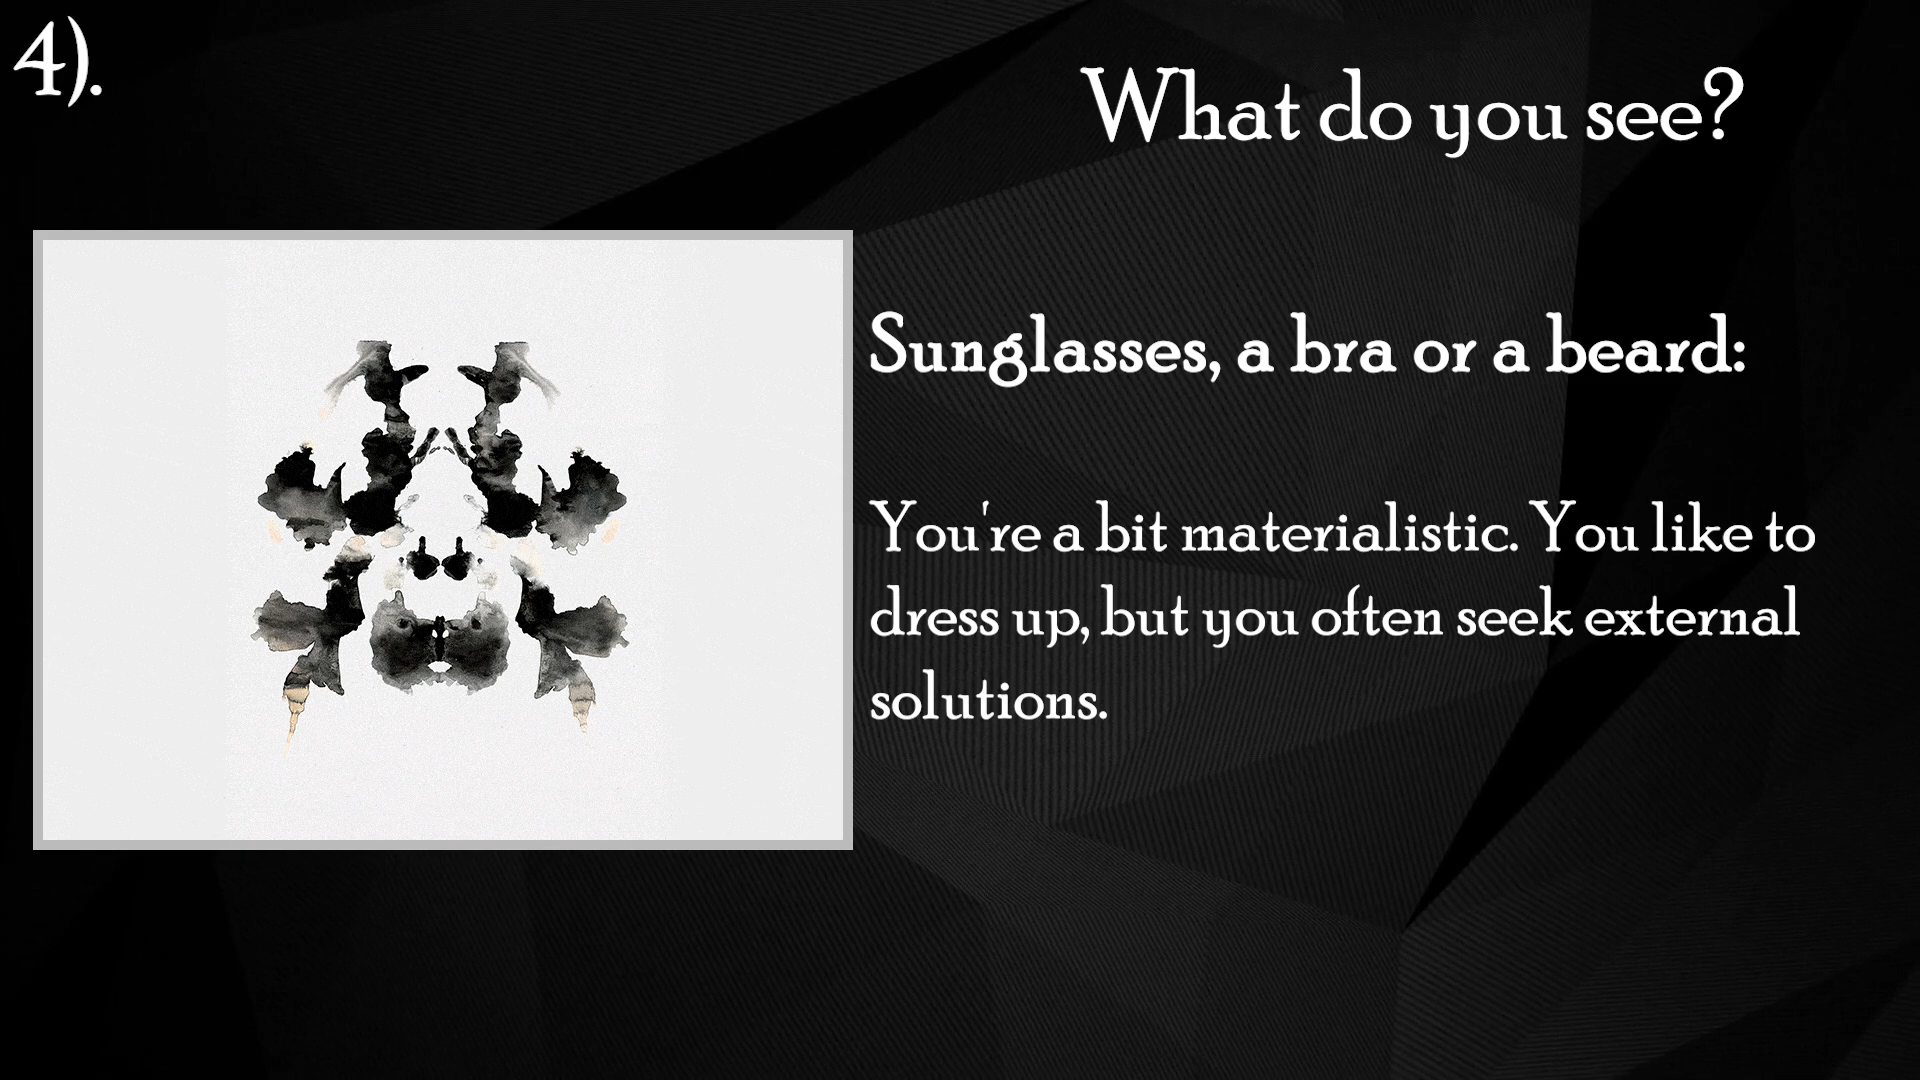 4).
What do you see?
Sunglasses, a bra or a beard:
You're a bit materialistic. You like to
dress up, but you often seek external
solutions.